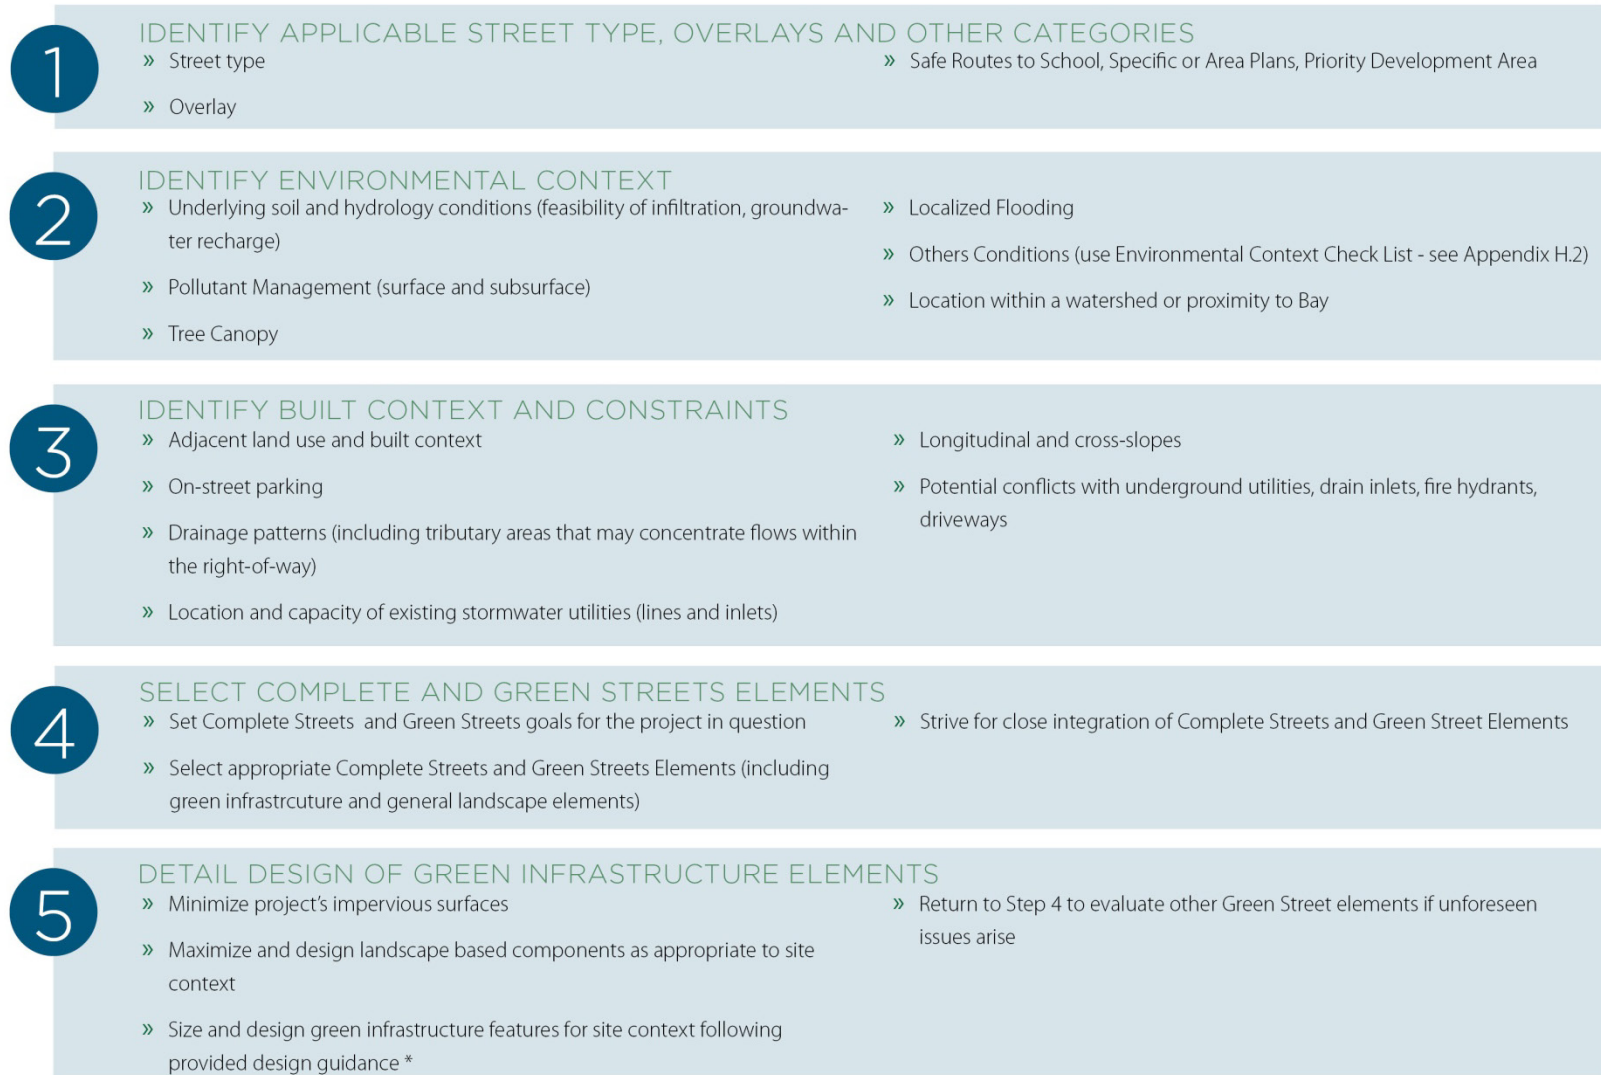 1
IDENTIFY APPLICABLE STREET TYPE, OVERLAYS AND OTHER CATEGORIES
» Street type
» Overlay
» Safe Routes to School, Specific or Area Plans, Priority Development Area
2
IDENTIFY ENVIRONMENTAL CONTEXT
» Underlying soil and hydrology conditions (feasibility of infiltration, groundwa-
ter recharge)
» Pollutant Management (surface and subsurface)
» Tree Canopy
» Localized Flooding
» Others Conditions (use Environmental Context Check List - see Appendix H.2)
» Location within a watershed or proximity to Bay
3
IDENTIFY BUILT CONTEXT AND CONSTRAINTS
» Adjacent land use and built context
» On-street parking
» Drainage patterns (including tributary areas that may concentrate flows within
the right-of-way)
» Location and capacity of existing stormwater utilities (lines and inlets)
» Longitudinal and cross-slopes
» Potential conflicts with underground utilities, drain inlets, fire hydrants,
driveways
4
SELECT COMPLETE AND GREEN STREETS ELEMENTS
» Set Complete Streets and Green Streets goals for the project in question
» Select appropriate Complete Streets and Green Streets Elements (including
green infrastrcuture and general landscape elements)
» Strive for close integration of Complete Streets and Green Street Elements
5
DETAIL DESIGN OF GREEN INFRASTRUCTURE ELEMENTS
» Minimize project's impervious surfaces
» Maximize and design landscape based components as appropriate to site
context
» Size and design green infrastructure features for site context following
provided design guidance *
» Return to Step 4 to evaluate other Green Street elements if unforeseen
issues arise